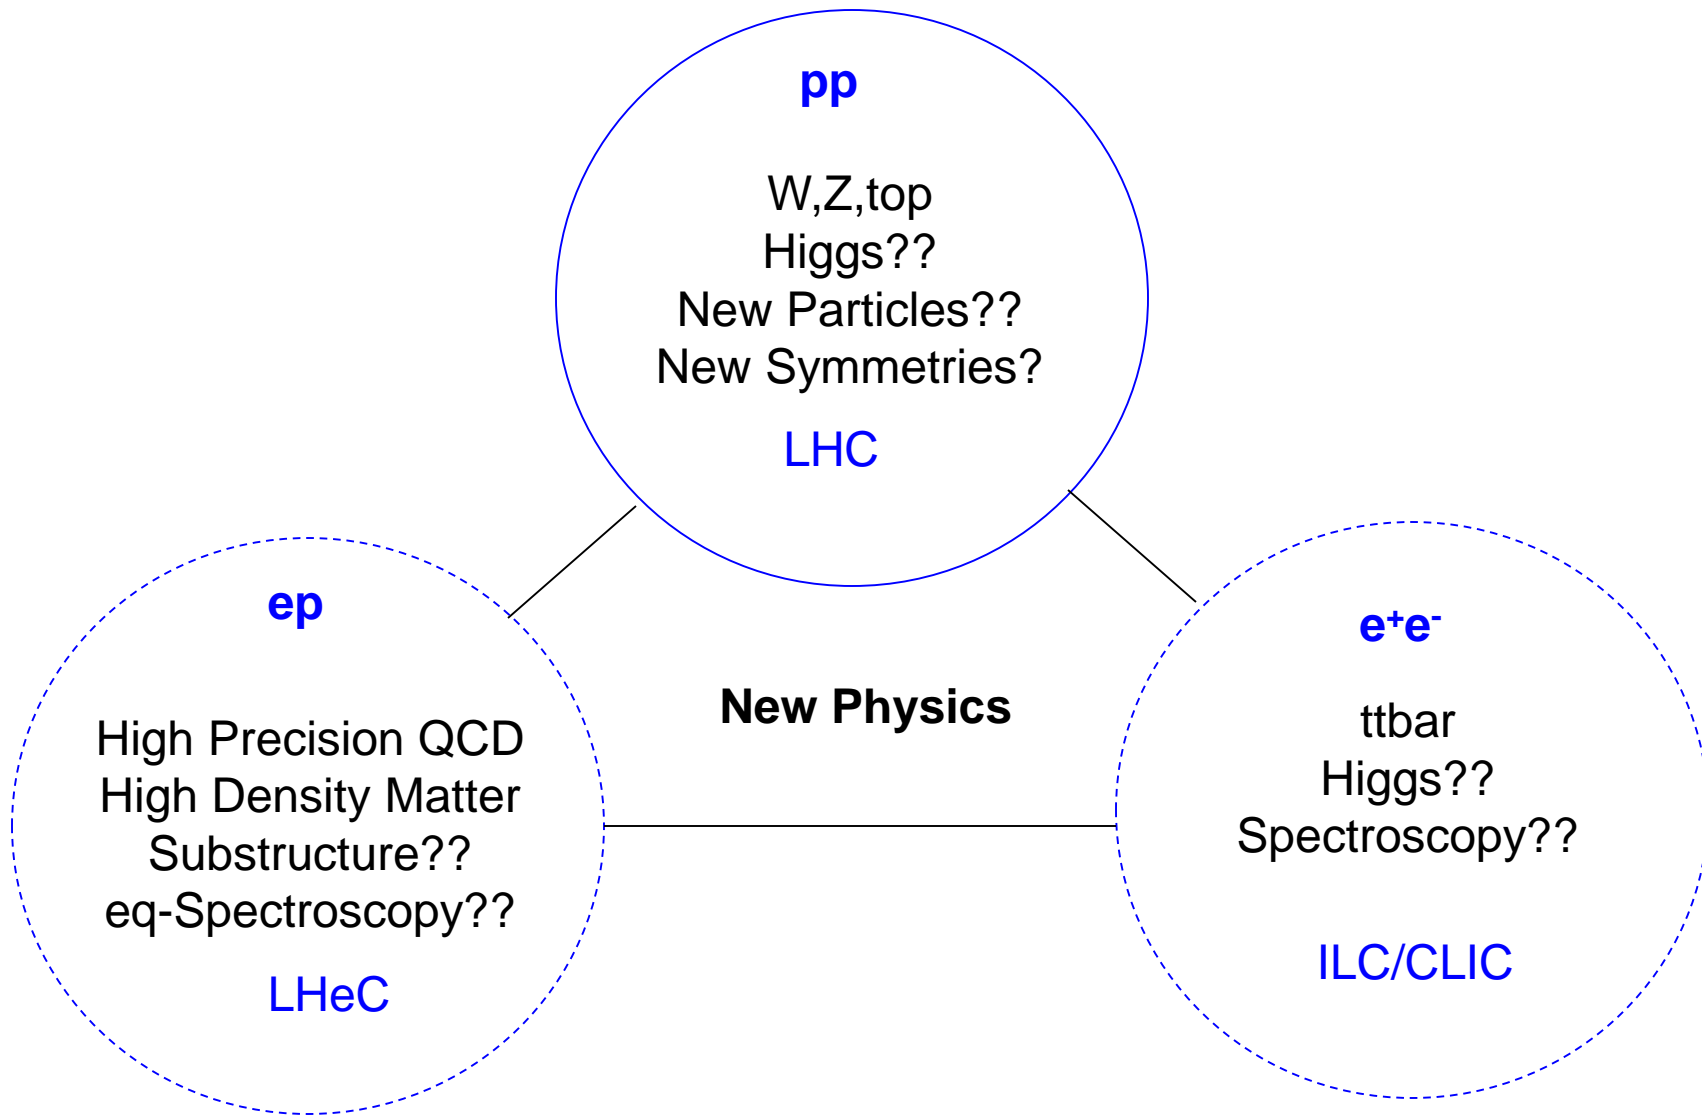 pp
W,Z,top
Higgs??
New Particles??
New Symmetries?
LHC
ep
High Precision QCD
High Density Matter
Substructure??
eq-Spectroscopy??
LHeC
New Physics
e⁺e⁻
ttbar
Higgs??
Spectroscopy??
ILC/CLIC